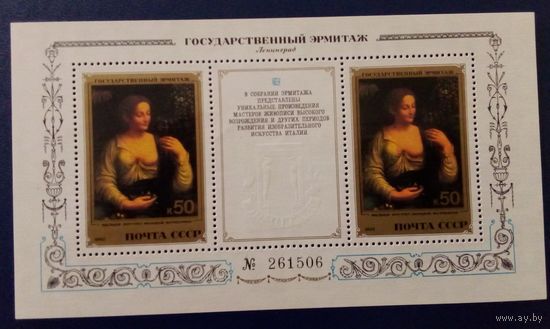 ГОСУДАРСТВЕННЫЙ ЭРМИТАЖ
Ленинград
ГОСУДАРСТВЕННЫЙ ЭРМИТАЖ
50
ПОЧТА СССР
В СОБРАНИИ ЭРМИТАЖА
ПРЕДСТАВЛЕНЫ
УНИКАЛЬНЫЕ ПРОИЗВЕДЕНИЯ
МАСТЕРОВ ЖИВОПИСИ ВЫСОКОГО
ВОЗРОЖДЕНИЯ И ДРУГИХ ПЕРИОДОВ
РАЗВИТИЯ ИЗОБРАЗИТЕЛЬНОГО
ИСКУССТВА ИТАЛИИ
ГОСУДАРСТВЕННЫЙ ЭРМИТАЖ
50
ПОЧТА СССР
№ 261506
www.ay.by